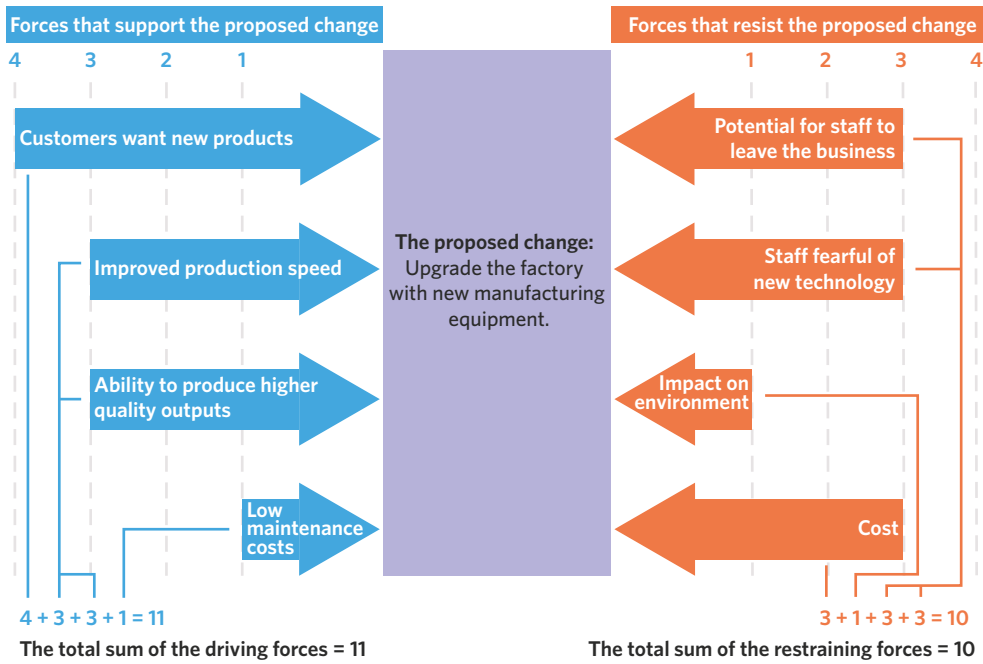 Forces that support the proposed change
Forces that resist the proposed change
4 3 2 1
1 2 3 4
Customers want new products
Improved production speed
Ability to produce higher
quality outputs
Low
maintenance
costs
The proposed change:
Upgrade the factory
with new manufacturing
equipment.
Potential for staff to
leave the business
Staff fearful of
new technology
Impact on
environment
Cost
4 + 3 + 3 + 1 = 11
3 + 1 + 3 + 3 = 10
The total sum of the driving forces = 11
The total sum of the restraining forces = 10